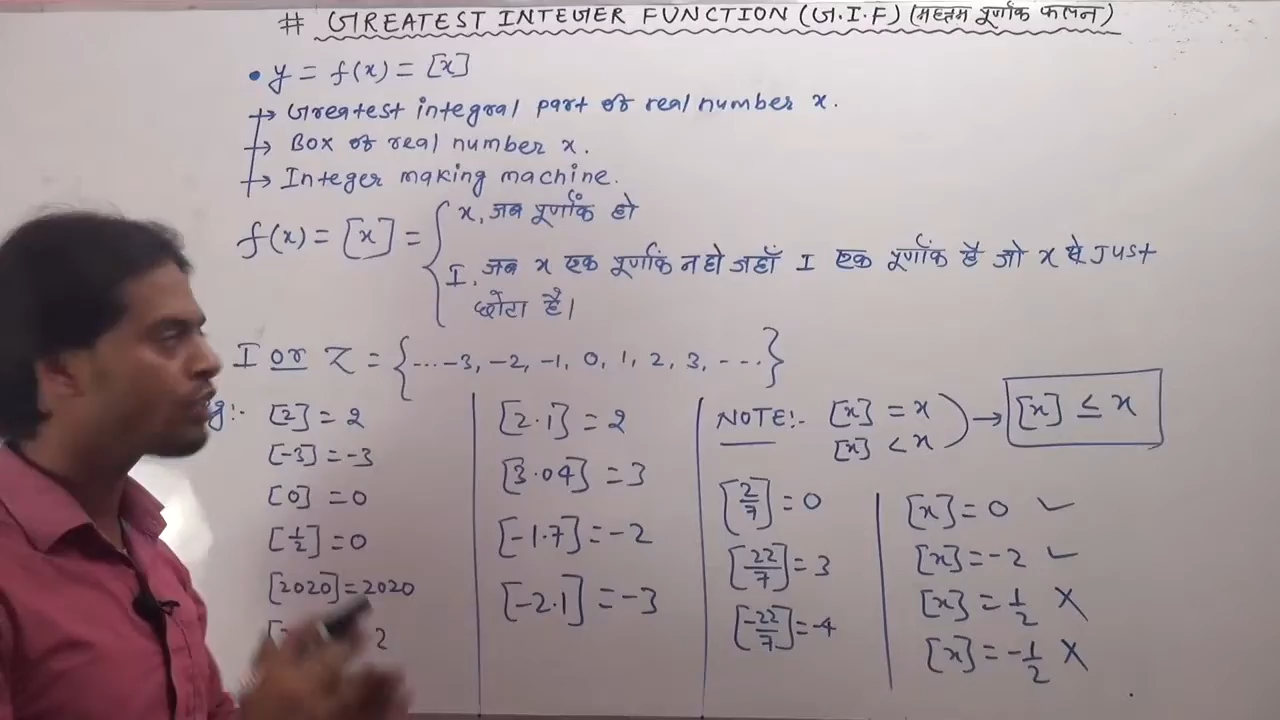 # GREATEST INTEGER FUNCTION (G.I.F) (महत्तम पूर्णांक फलन)
• y = f(x) = [x]
→ Greatest integral part of real number x.
→ Box of real number x.
→ Integer making machine.
f(x) = [x] = { x, जब पूर्णांक हो
I, जब x एक पूर्णांक न हो जहाँ I एक पूर्णांक है जो x से Just
छोटा है।
I or Z = {... -3, -2, -1, 0, 1, 2, 3, - --}
g:-
[2] = 2
[-3] = -3
[0] = 0
[1/2] = 0
[2020] = 2020
2
[2.1] = 2
[3.04] = 3
[-1.7] = -2
[-2.1] = -3
NOTE:- [x] = x
[x] < x
) → [x] ≤ x
[2/7] = 0
[22/7] = 3
[-22/7] = -4
[x] = 0 ✓
[x] = -2 ✓
[x] = 1/2 X
[x] = -1/2 X